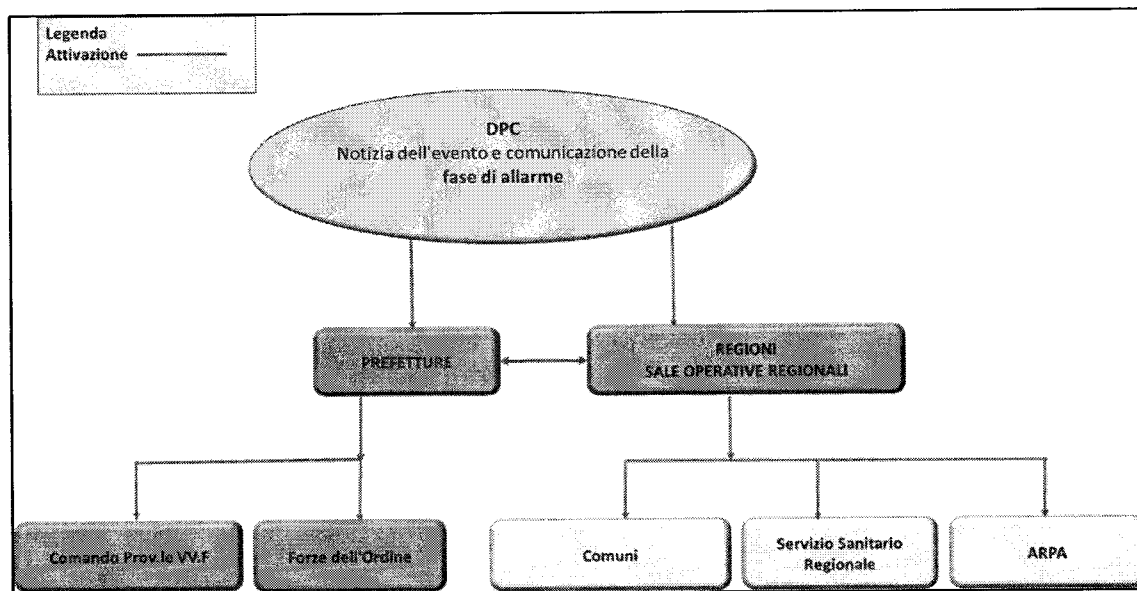 Legenda
Attivazione
DPC
Notizia dell'evento e comunicazione della
fase di allarme
PREFETTURE
REGIONI
SALE OPERATIVE REGIONALI
Comando Prov.le VV.F
Forze dell'Ordine
Comuni
Servizio Sanitario
Regionale
ARPA